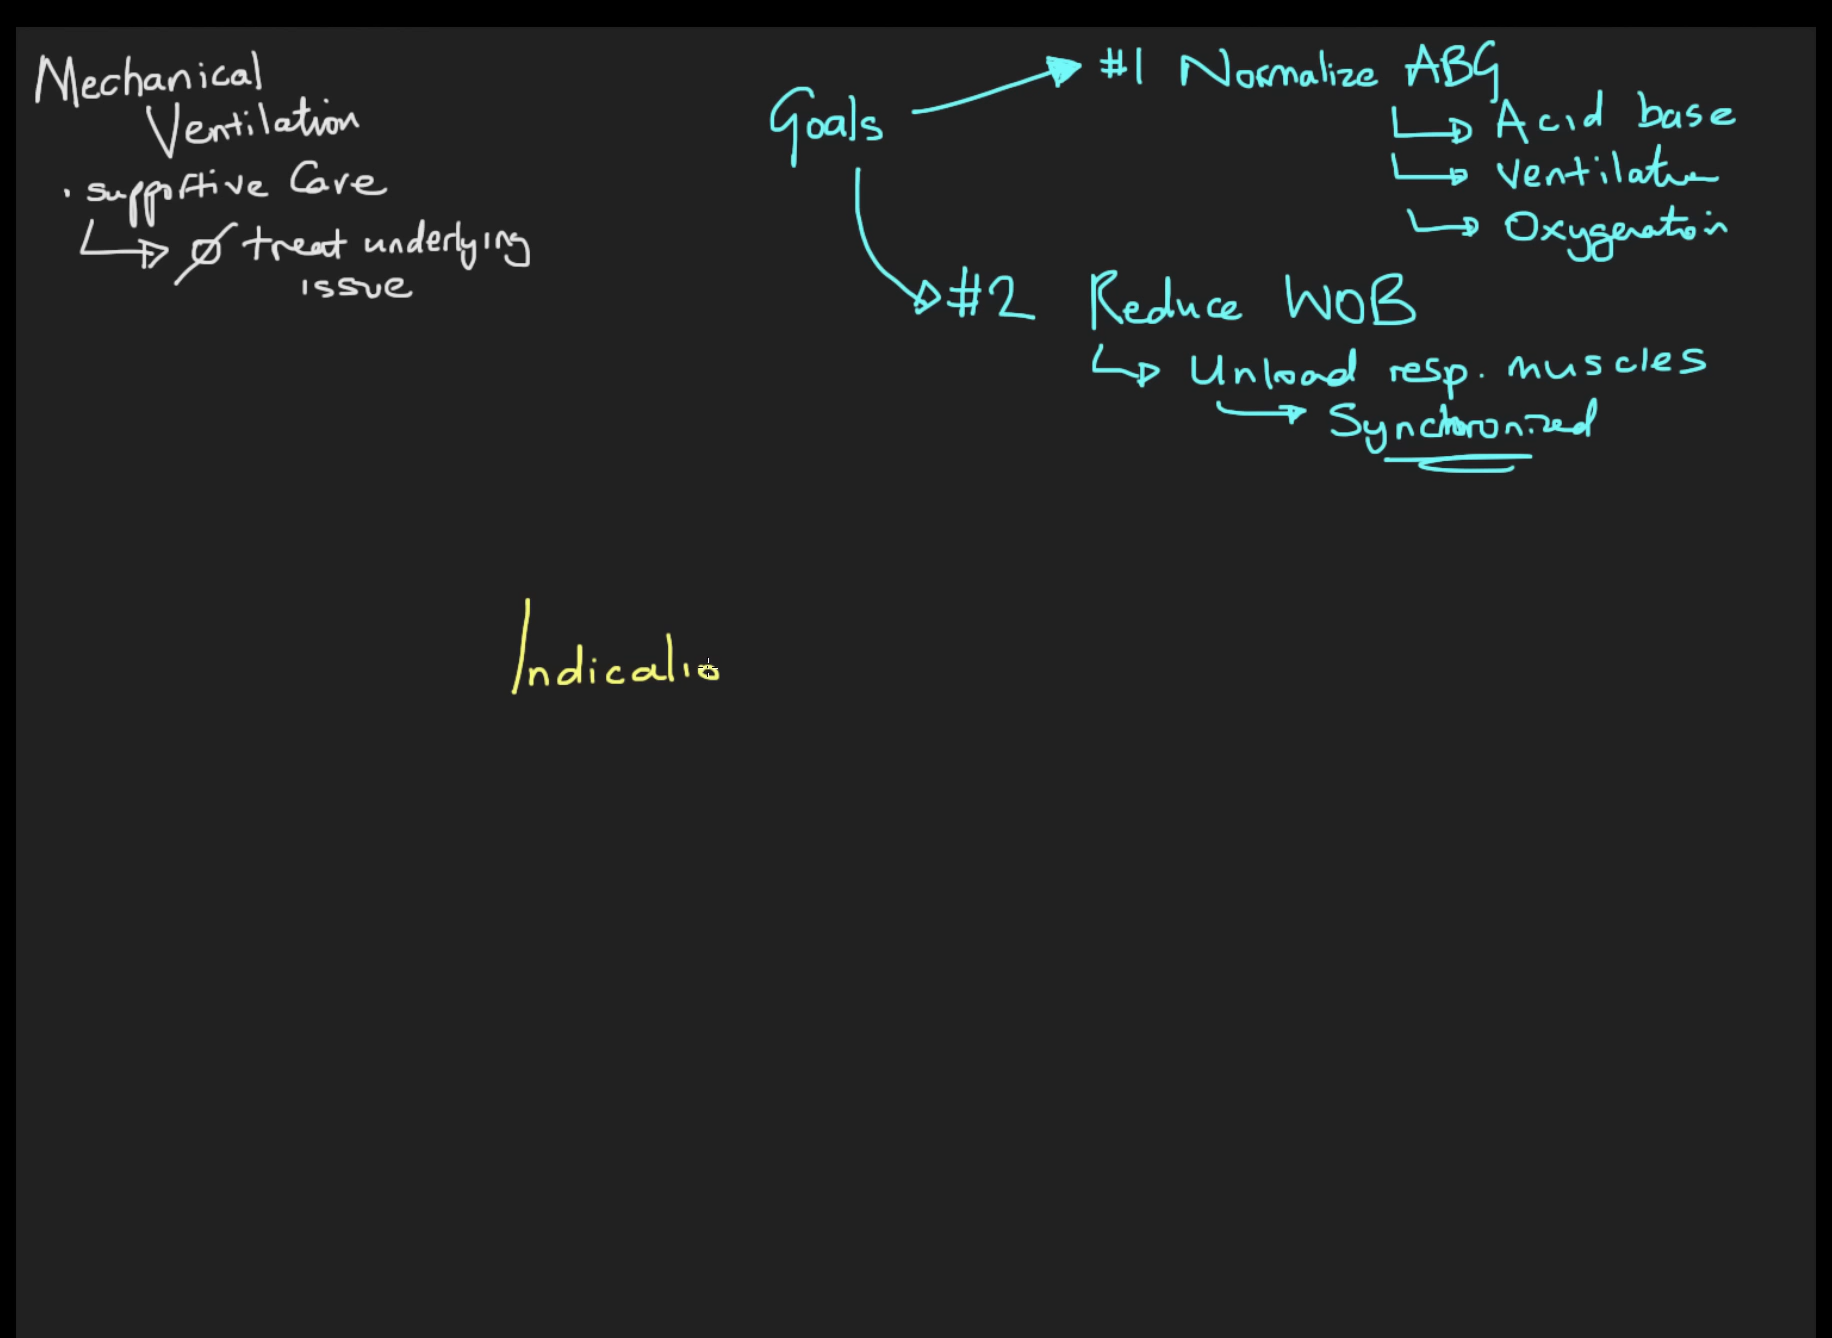 Mechanical
Ventilation
· supportive Care
∅ treat underlying
issue
Goals
#1 Normalize ABG
Acid base
Ventilation
Oxygenation
#2 Reduce WOB
Unload resp. muscles
Synchronized
Indicatio